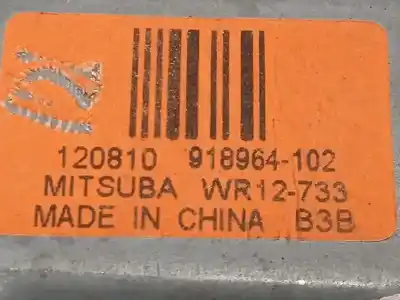 120810 918964-102
MITSUBA WR12-733
MADE IN CHINA B3B